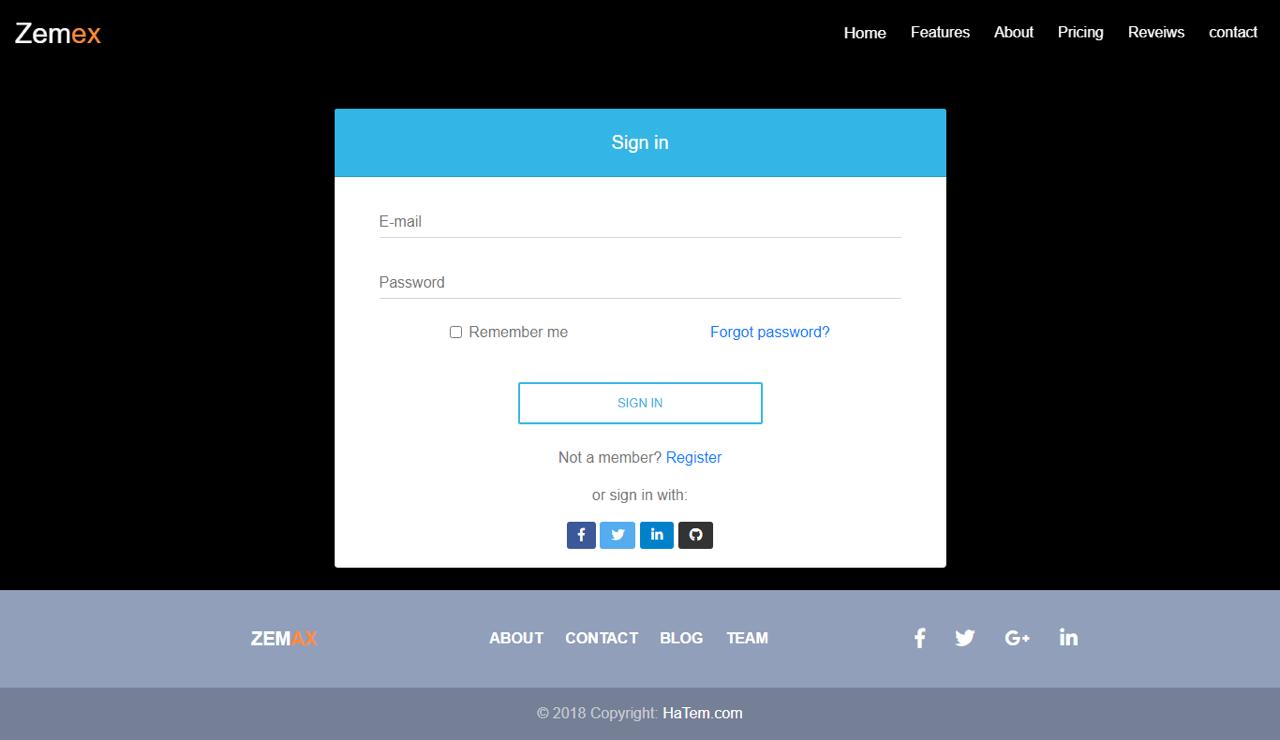 Zemex Home Features About Pricing Reveiws contact
Sign in
E-mail
Password
Remember me Forgot password?
SIGN IN
Not a member? Register
or sign in with:
ZEMAX ABOUT CONTACT BLOG TEAM
© 2018 Copyright: HaTem.com